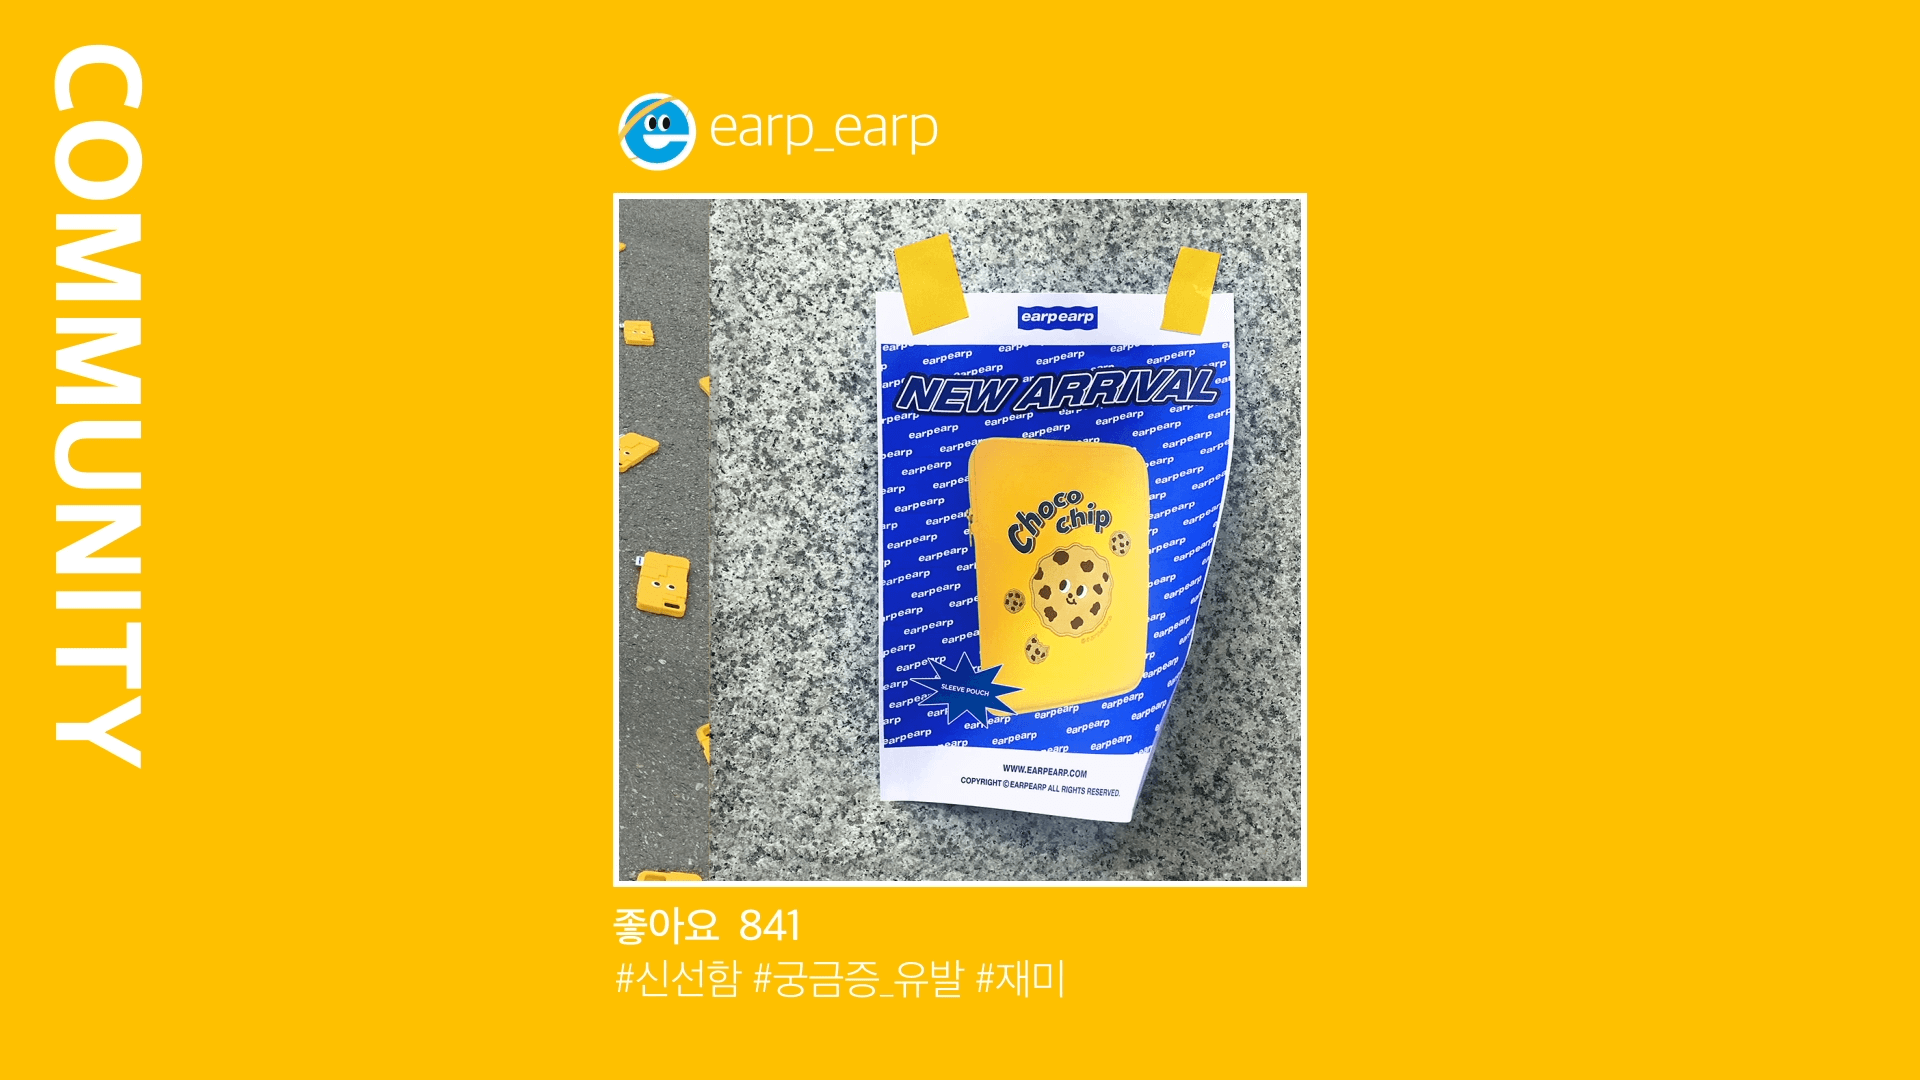 COMMUNITY
earp_earp
earpearp
NEW ARRIVAL
Choco
chip
SLEEVE POUCH
WWW.EARPEARP.COM
COPYRIGHT ©EARPEARP ALL RIGHTS RESERVED.
좋아요 841
#신선함 #궁금증_유발 #재미